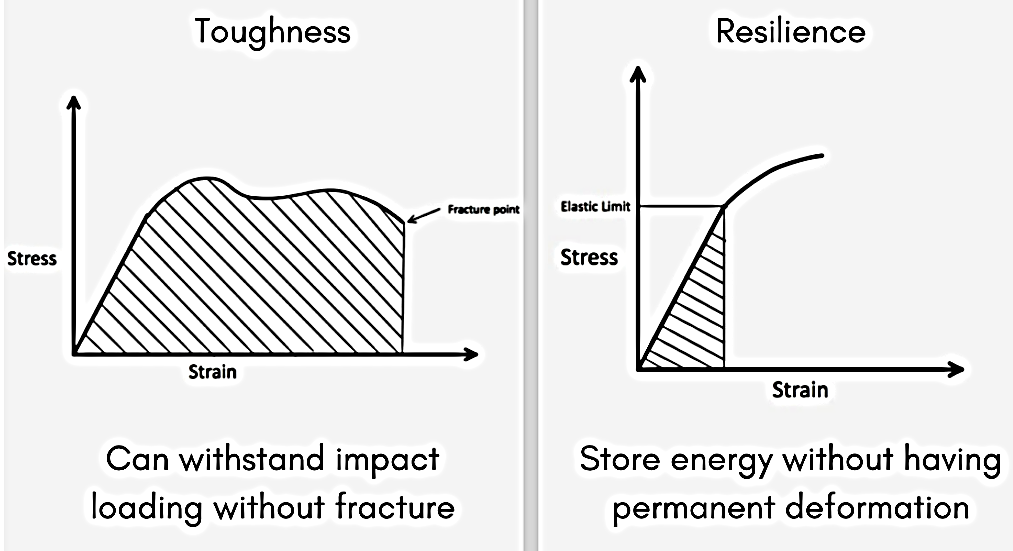 Toughness
Stress
Fracture point
Strain
Can withstand impact
loading without fracture
Resilience
Elastic Limit
Stress
Strain
Store energy without having
permanent deformation